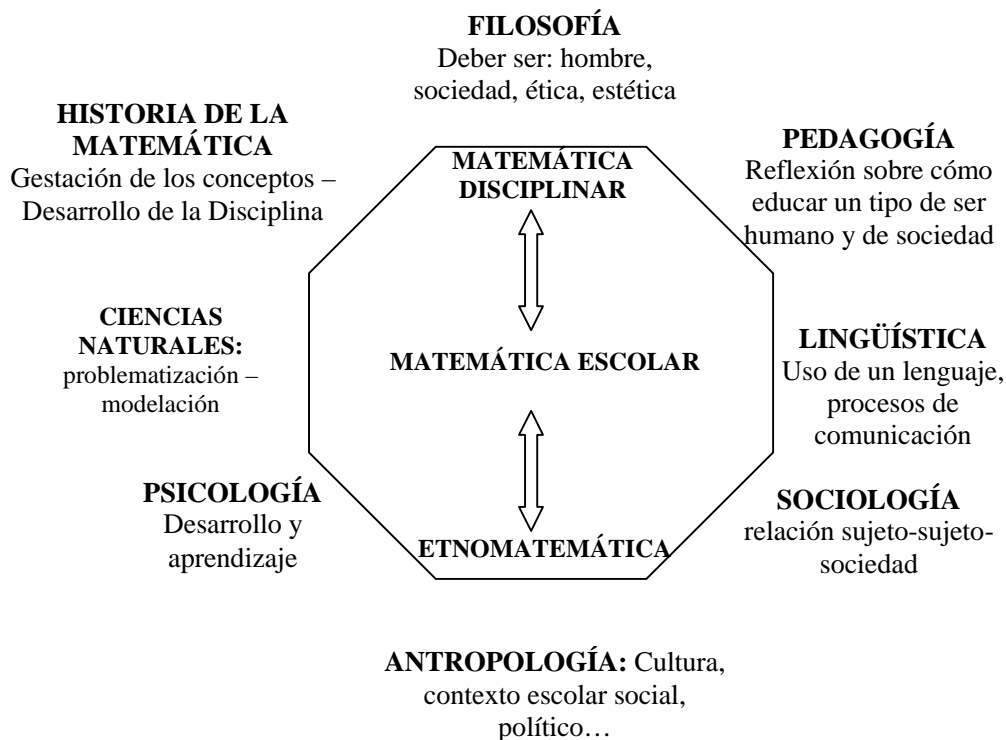 FILOSOFÍA
Deber ser: hombre,
sociedad, ética, estética
HISTORIA DE LA
MATEMÁTICA
Gestación de los conceptos –
Desarrollo de la Disciplina
PEDAGOGÍA
Reflexión sobre cómo
educar un tipo de ser
humano y de sociedad
MATEMÁTICA
DISCIPLINAR
CIENCIAS
NATURALES:
problematización –
modelación
MATEMÁTICA ESCOLAR
LINGÜÍSTICA
Uso de un lenguaje,
procesos de
comunicación
PSICOLOGÍA
Desarrollo y
aprendizaje
ETNOMATEMÁTICA
SOCIOLOGÍA
relación sujeto-sujeto-
sociedad
ANTROPOLOGÍA: Cultura,
contexto escolar social,
político…